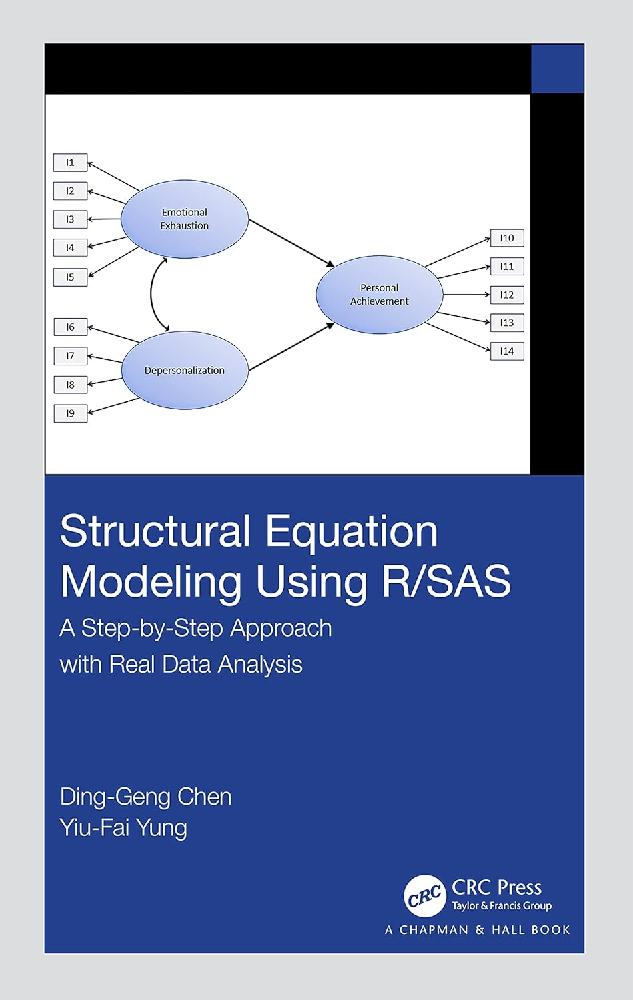 I1
I2
I3
I4
I5
Emotional
Exhaustion
I6
I7
I8
I9
Depersonalization
Personal
Achievement
I10
I11
I12
I13
I14
Structural Equation
Modeling Using R/SAS
A Step-by-Step Approach
with Real Data Analysis
Ding-Geng Chen
Yiu-Fai Yung
CRC
CRC Press
Taylor & Francis Group
A CHAPMAN & HALL BOOK